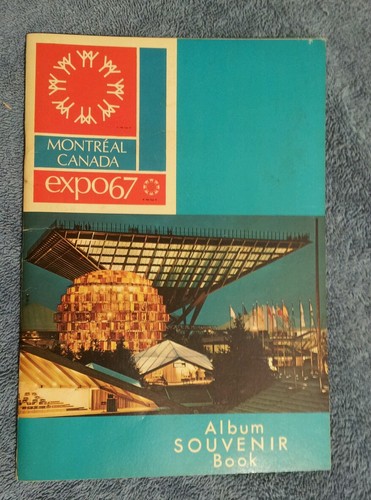 MONTRÉAL
CANADA
expo67
Album
SOUVENIR
Book